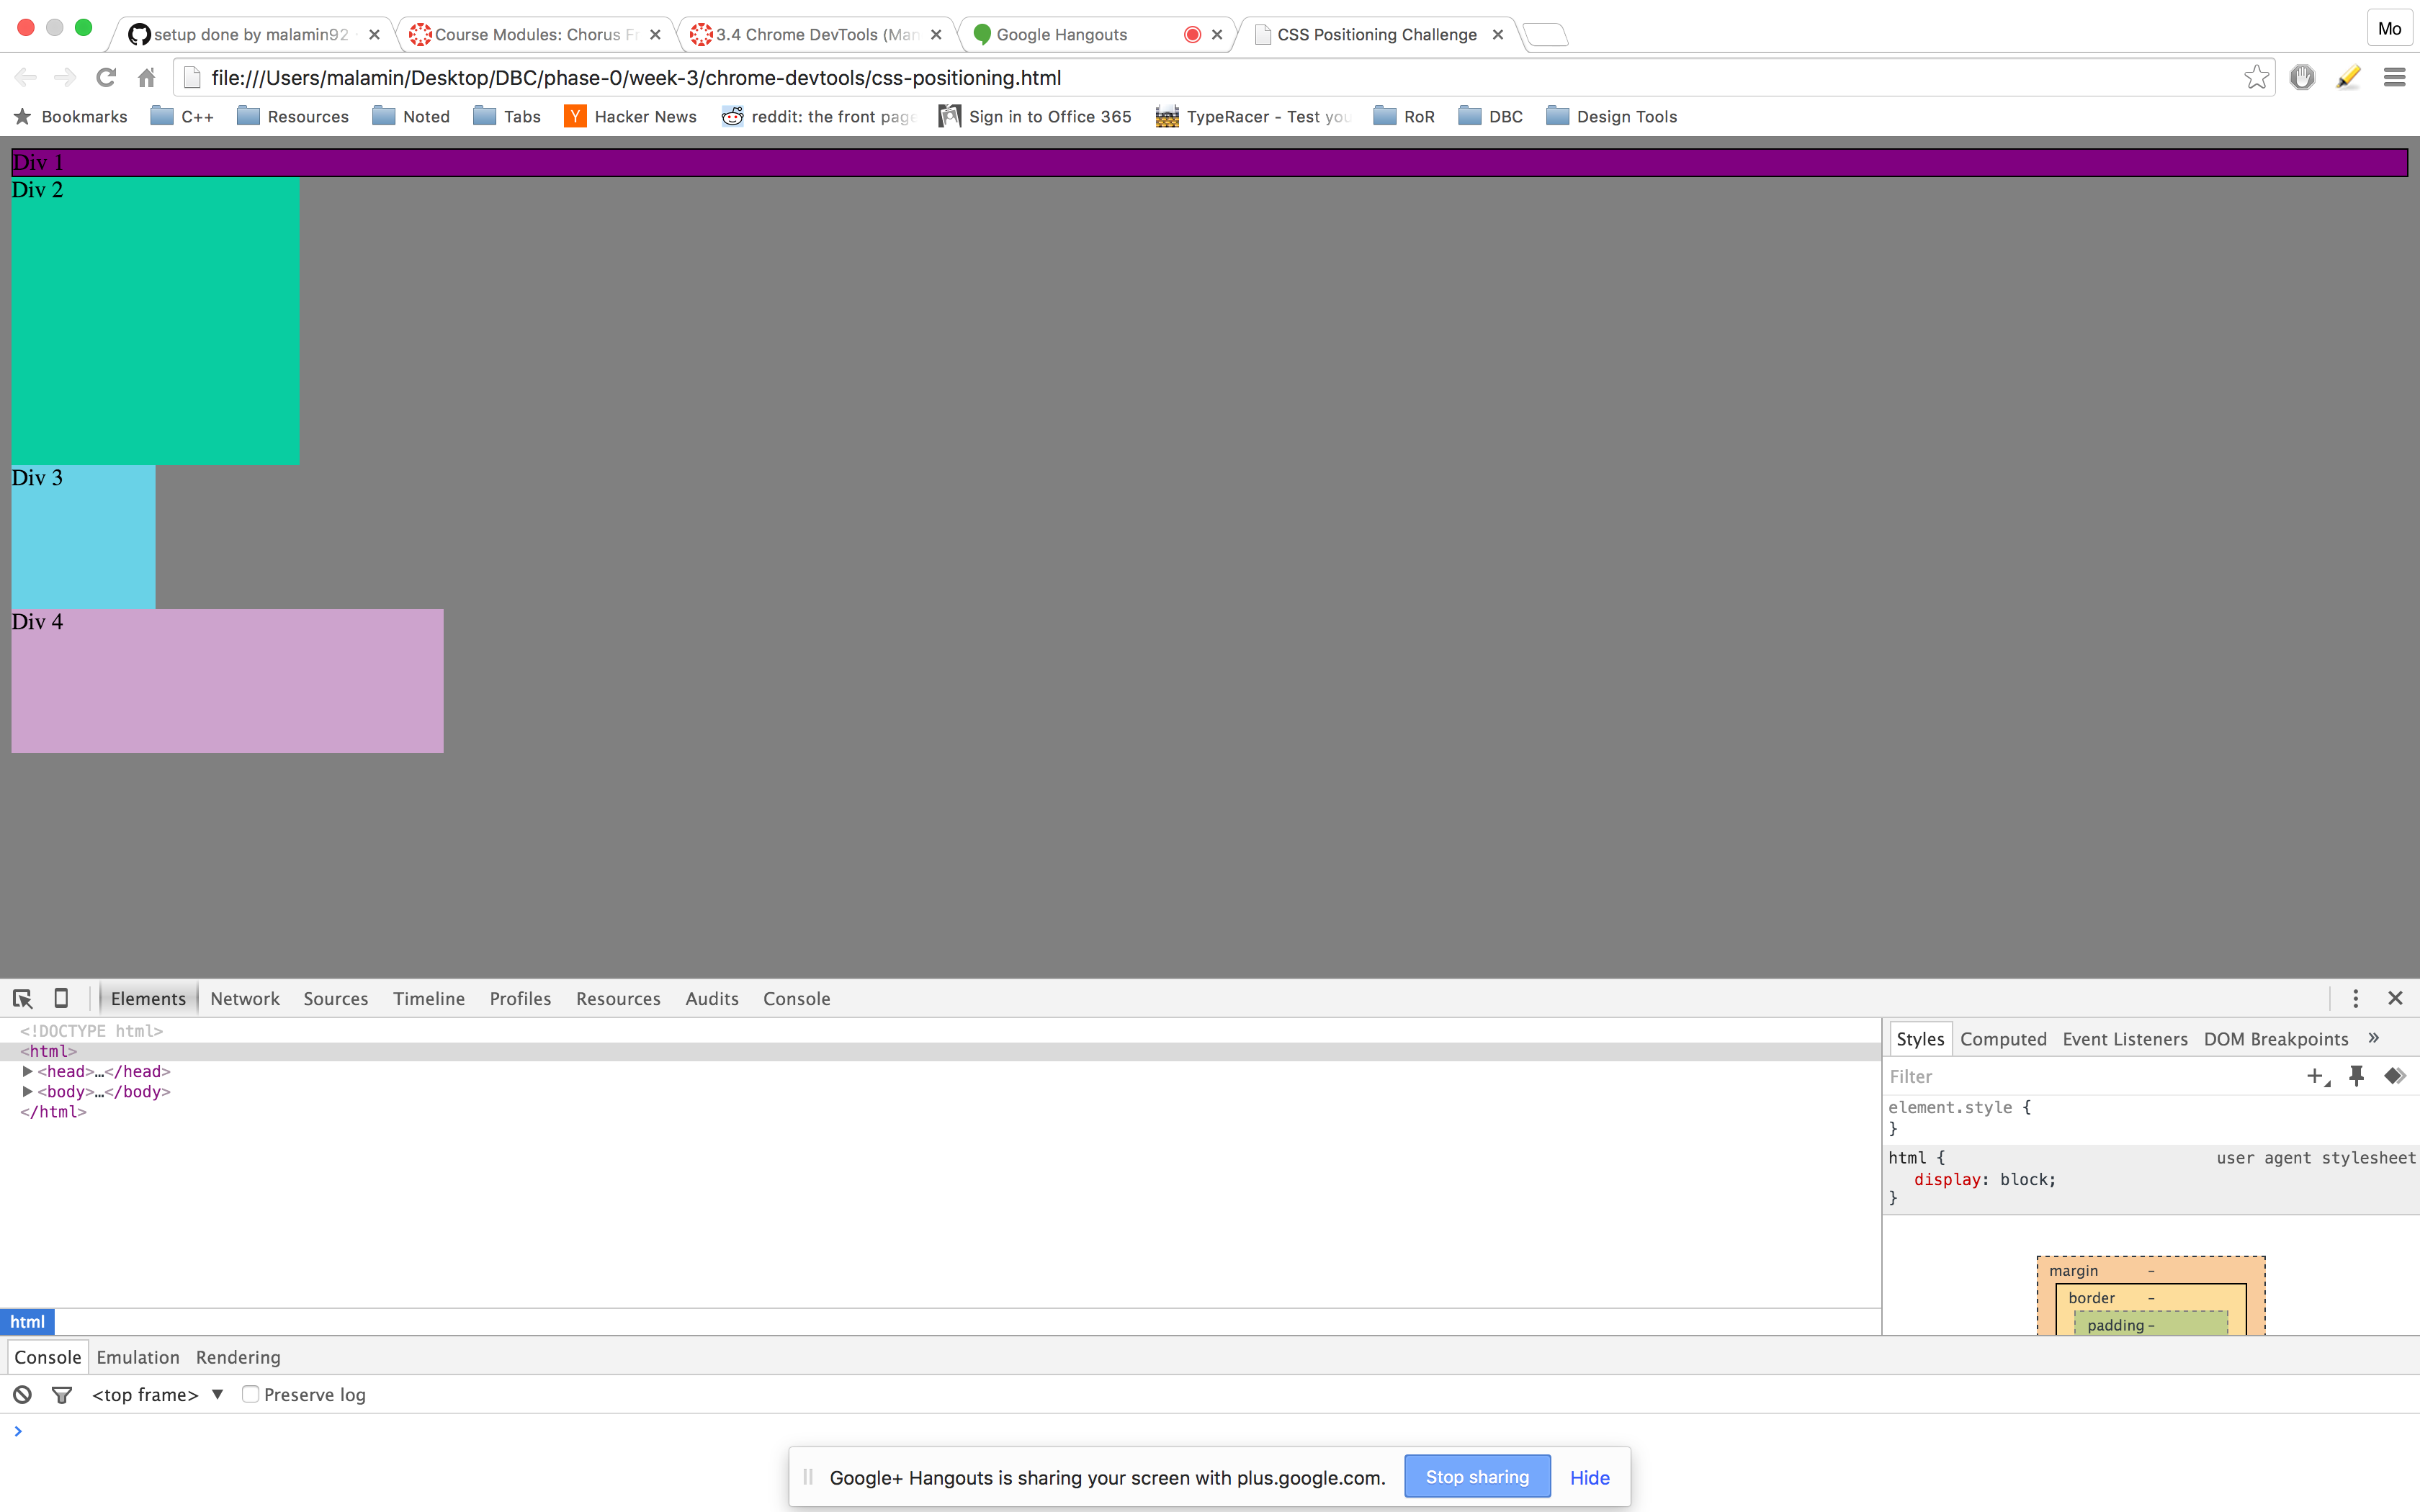 setup done by malamin92
Course Modules: Chorus Fr
3.4 Chrome DevTools (Man
Google Hangouts
CSS Positioning Challenge
Mo
file:///Users/malamin/Desktop/DBC/phase-0/week-3/chrome-devtools/css-positioning.html
Bookmarks C++ Resources Noted Tabs Hacker News reddit: the front page Sign in to Office 365 TypeRacer - Test you RoR DBC Design Tools
Div 1
Div 2
Div 3
Div 4
Elements Network Sources Timeline Profiles Resources Audits Console
<!DOCTYPE html>
<html>
<head>…</head>
<body>…</body>
</html>
html
Styles Computed Event Listeners DOM Breakpoints »
Filter
element.style {
}
html { user agent stylesheet
display: block;
}
margin -
border -
padding -
Console Emulation Rendering
<top frame> ▼ Preserve log
>
Google+ Hangouts is sharing your screen with plus.google.com. Stop sharing Hide